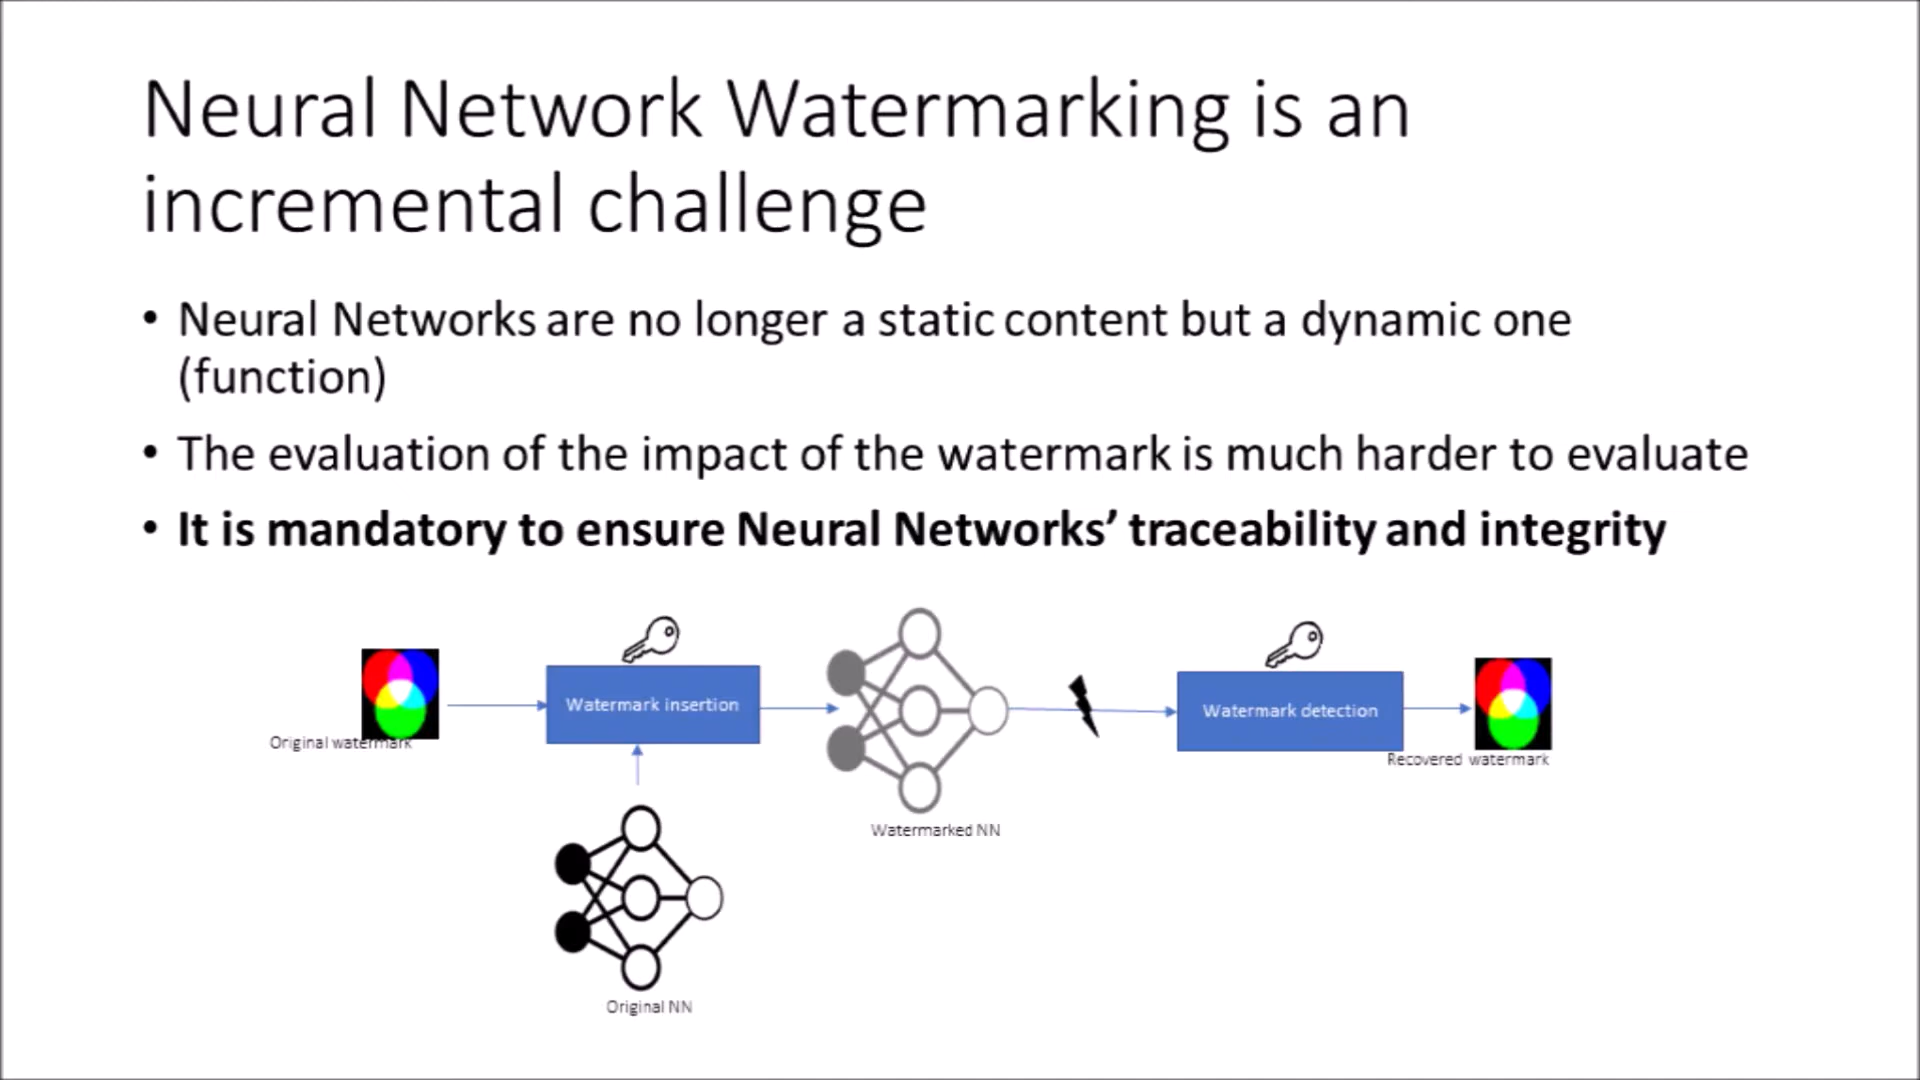 Neural Network Watermarking is an
incremental challenge
• Neural Networks are no longer a static content but a dynamic one
(function)
• The evaluation of the impact of the watermark is much harder to evaluate
• It is mandatory to ensure Neural Networks’ traceability and integrity
Original watermark
Watermark insertion
Watermark detection
Recovered watermark
Watermarked NN
Original NN